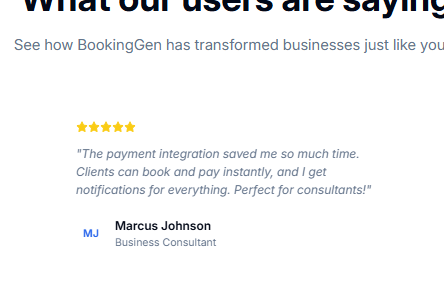 What our users are saying
See how BookingGen has transformed businesses just like you
"The payment integration saved me so much time.
Clients can book and pay instantly, and I get
notifications for everything. Perfect for consultants!"
MJ
Marcus Johnson
Business Consultant